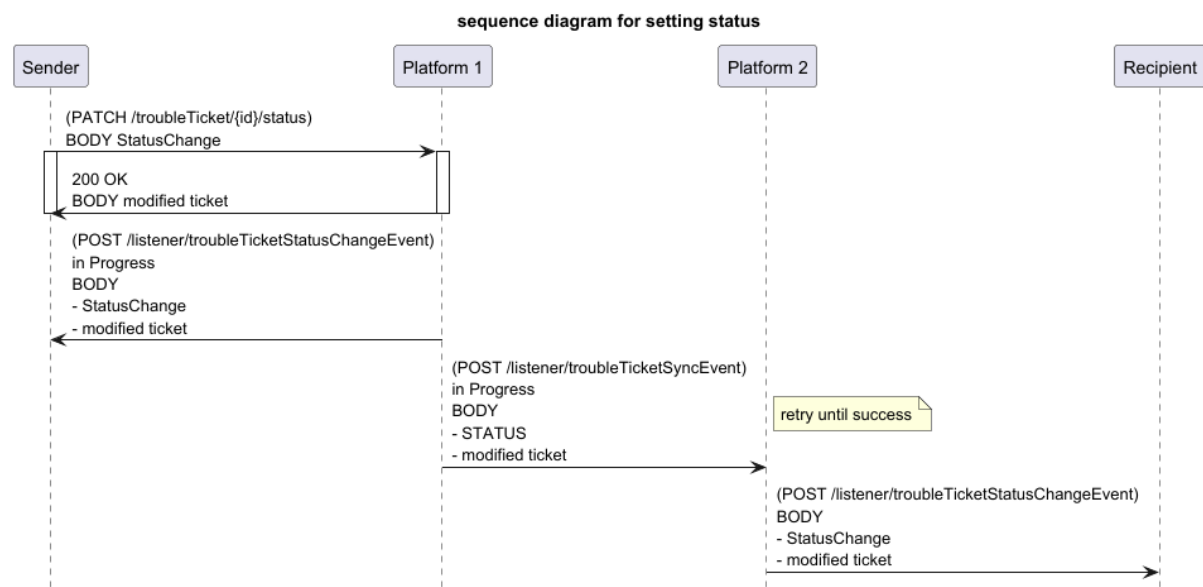 sequence diagram for setting status
Sender
Platform 1
Platform 2
Recipient
(PATCH /troubleTicket/{id}/status)
BODY StatusChange
200 OK
BODY modified ticket
(POST /listener/troubleTicketStatusChangeEvent)
in Progress
BODY
- StatusChange
- modified ticket
(POST /listener/troubleTicketSyncEvent)
in Progress
BODY
- STATUS
- modified ticket
retry until success
(POST /listener/troubleTicketStatusChangeEvent)
BODY
- StatusChange
- modified ticket